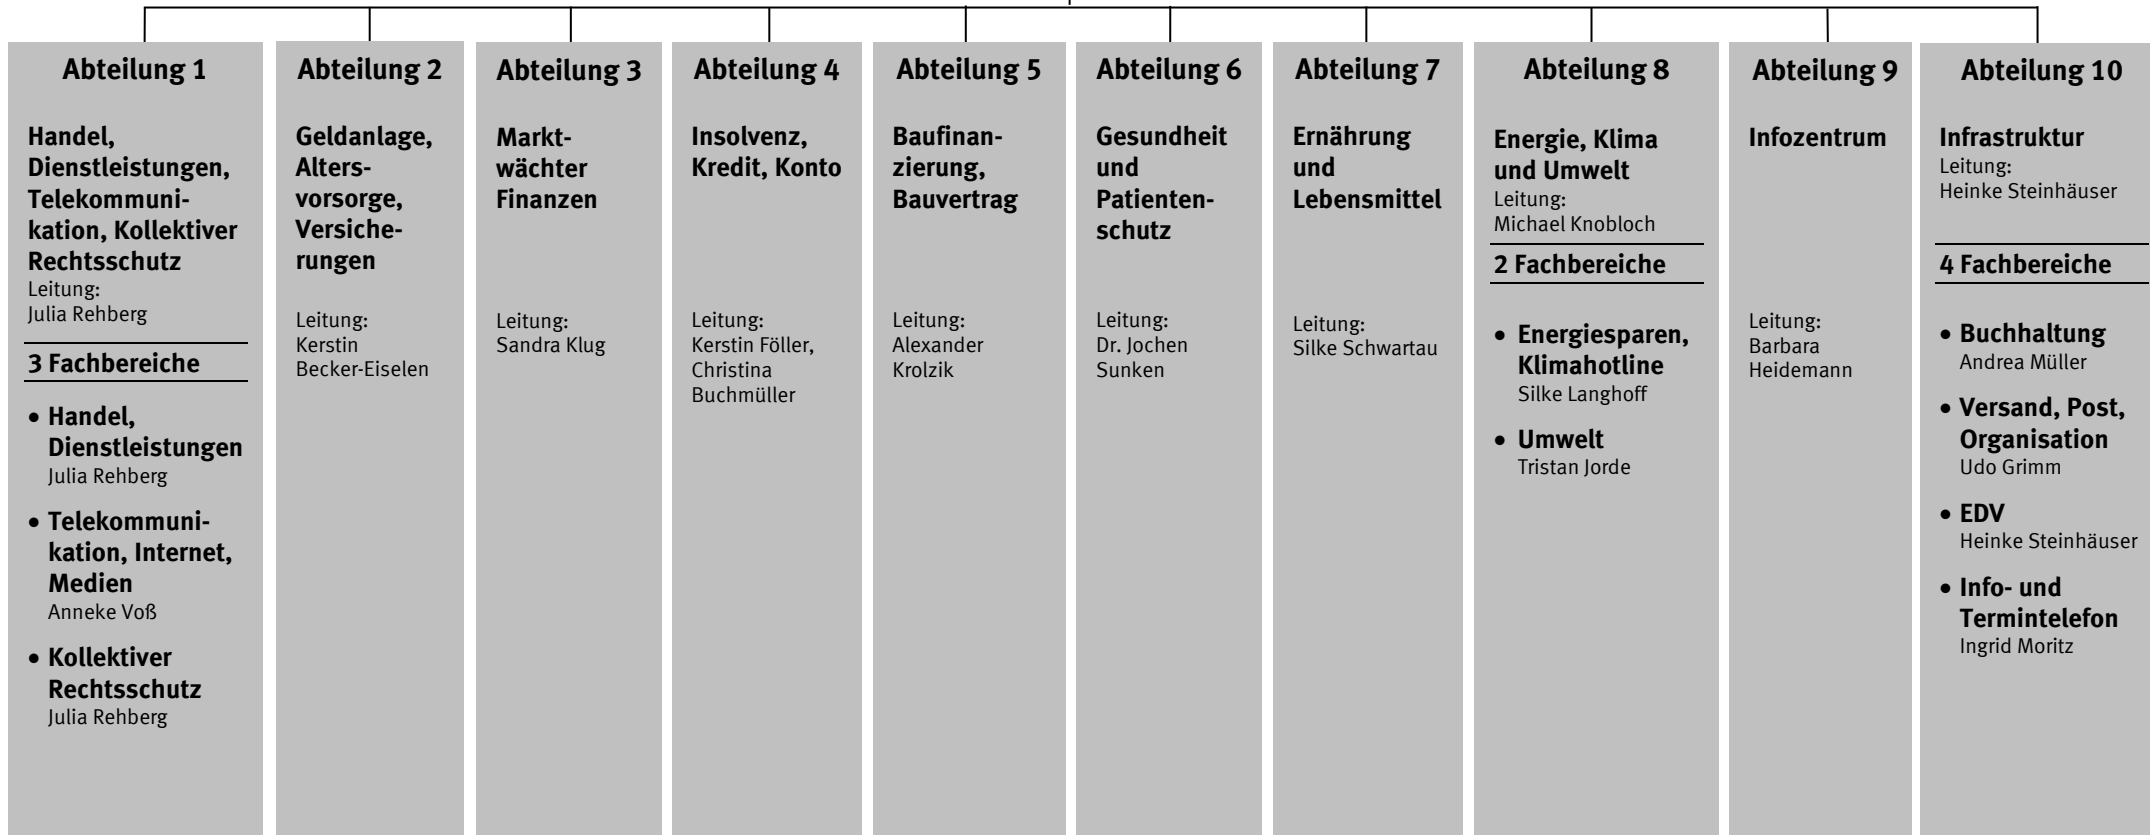 Abteilung 1
Handel,
Dienstleistungen,
Telekommuni-
kation, Kollektiver
Rechtsschutz
Leitung:
Julia Rehberg
3 Fachbereiche
• Handel,
Dienstleistungen
Julia Rehberg
• Telekommuni-
kation, Internet,
Medien
Anneke Voß
• Kollektiver
Rechtsschutz
Julia Rehberg
Abteilung 2
Geldanlage,
Alters-
vorsorge,
Versiche-
rungen
Leitung:
Kerstin
Becker-Eiselen
Abteilung 3
Markt-
wächter
Finanzen
Leitung:
Sandra Klug
Abteilung 4
Insolvenz,
Kredit, Konto
Leitung:
Kerstin Föller,
Christina
Buchmüller
Abteilung 5
Baufinan-
zierung,
Bauvertrag
Leitung:
Alexander
Krolzik
Abteilung 6
Gesundheit
und
Patienten-
schutz
Leitung:
Dr. Jochen
Sunken
Abteilung 7
Ernährung
und
Lebensmittel
Leitung:
Silke Schwartau
Abteilung 8
Energie, Klima
und Umwelt
Leitung:
Michael Knobloch
2 Fachbereiche
• Energiesparen,
Klimahotline
Silke Langhoff
• Umwelt
Tristan Jorde
Abteilung 9
Infozentrum
Leitung:
Barbara
Heidemann
Abteilung 10
Infrastruktur
Leitung:
Heinke Steinhäuser
4 Fachbereiche
• Buchhaltung
Andrea Müller
• Versand, Post,
Organisation
Udo Grimm
• EDV
Heinke Steinhäuser
• Info- und
Termintelefon
Ingrid Moritz